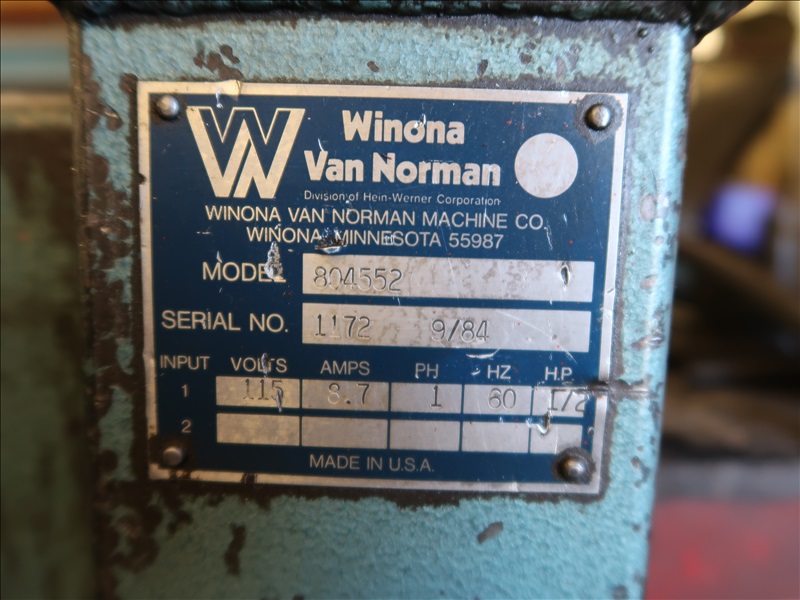 W
Winona
Van Norman
Division of Hein-Werner Corporation
WINONA VAN NORMAN MACHINE CO.
WINONA, MINNESOTA 55987
MODEL 804552
SERIAL NO. 1172 9/84
INPUT VOLTS AMPS PH HZ H.P.
1 115 8.7 1 60 1/2
2
MADE IN U.S.A.